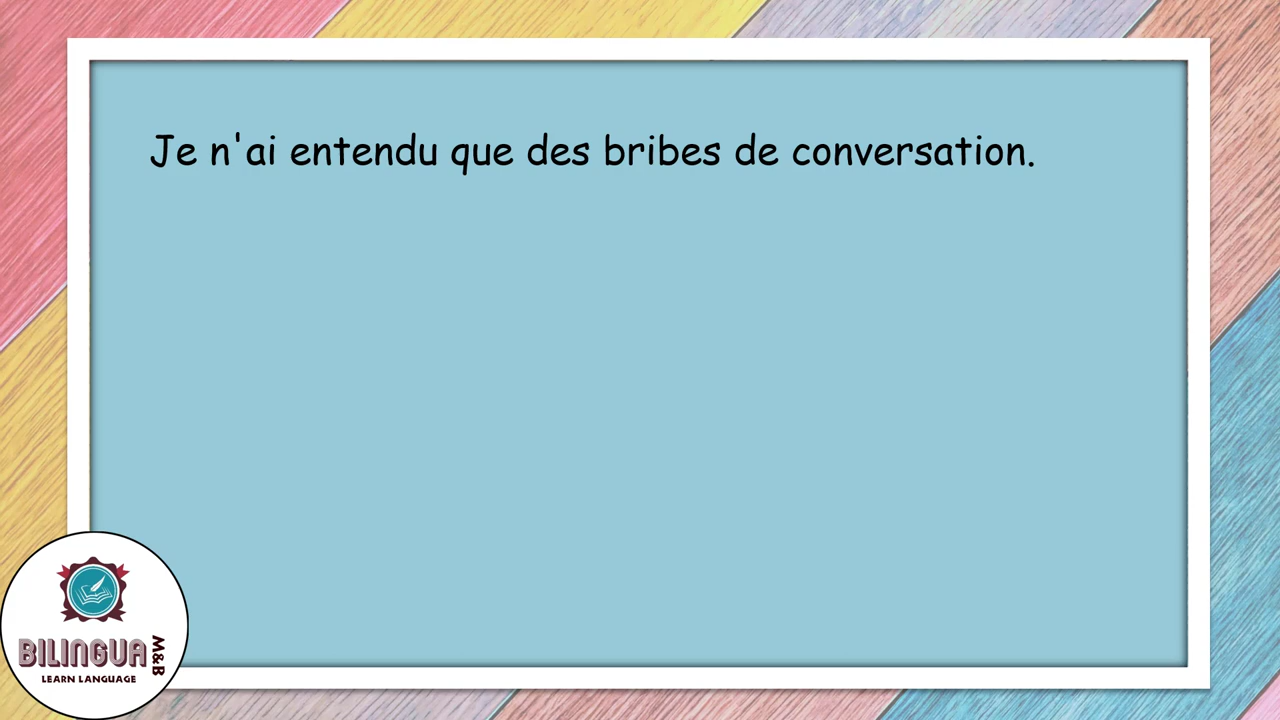 Je n'ai entendu que des bribes de conversation.
BILINGUA
M&B
LEARN LANGUAGE